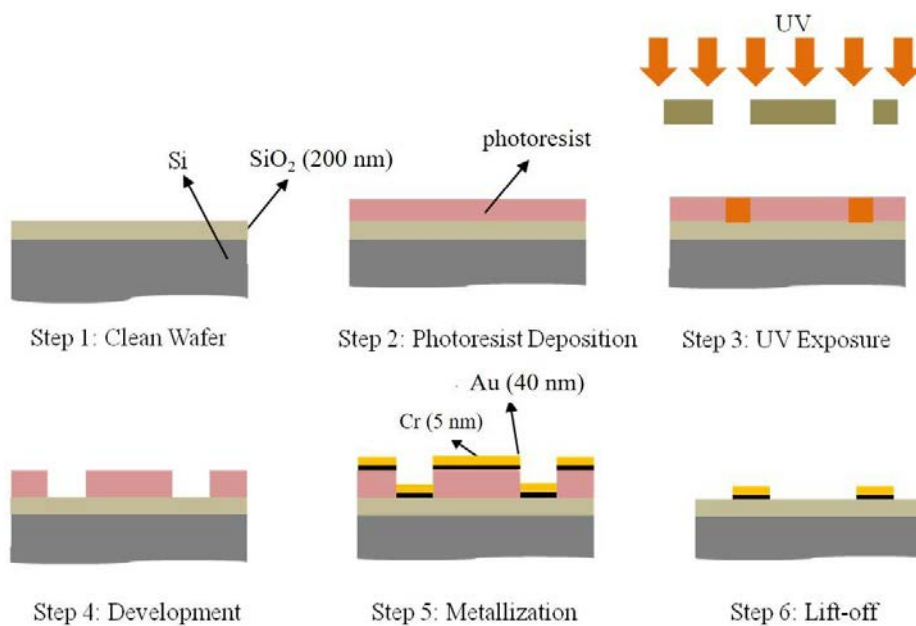 UV
photoresist
Si
SiO₂ (200 nm)
Step 1: Clean Wafer
Step 2: Photoresist Deposition
Step 3: UV Exposure
Au (40 nm)
Cr (5 nm)
Step 4: Development
Step 5: Metallization
Step 6: Lift-off